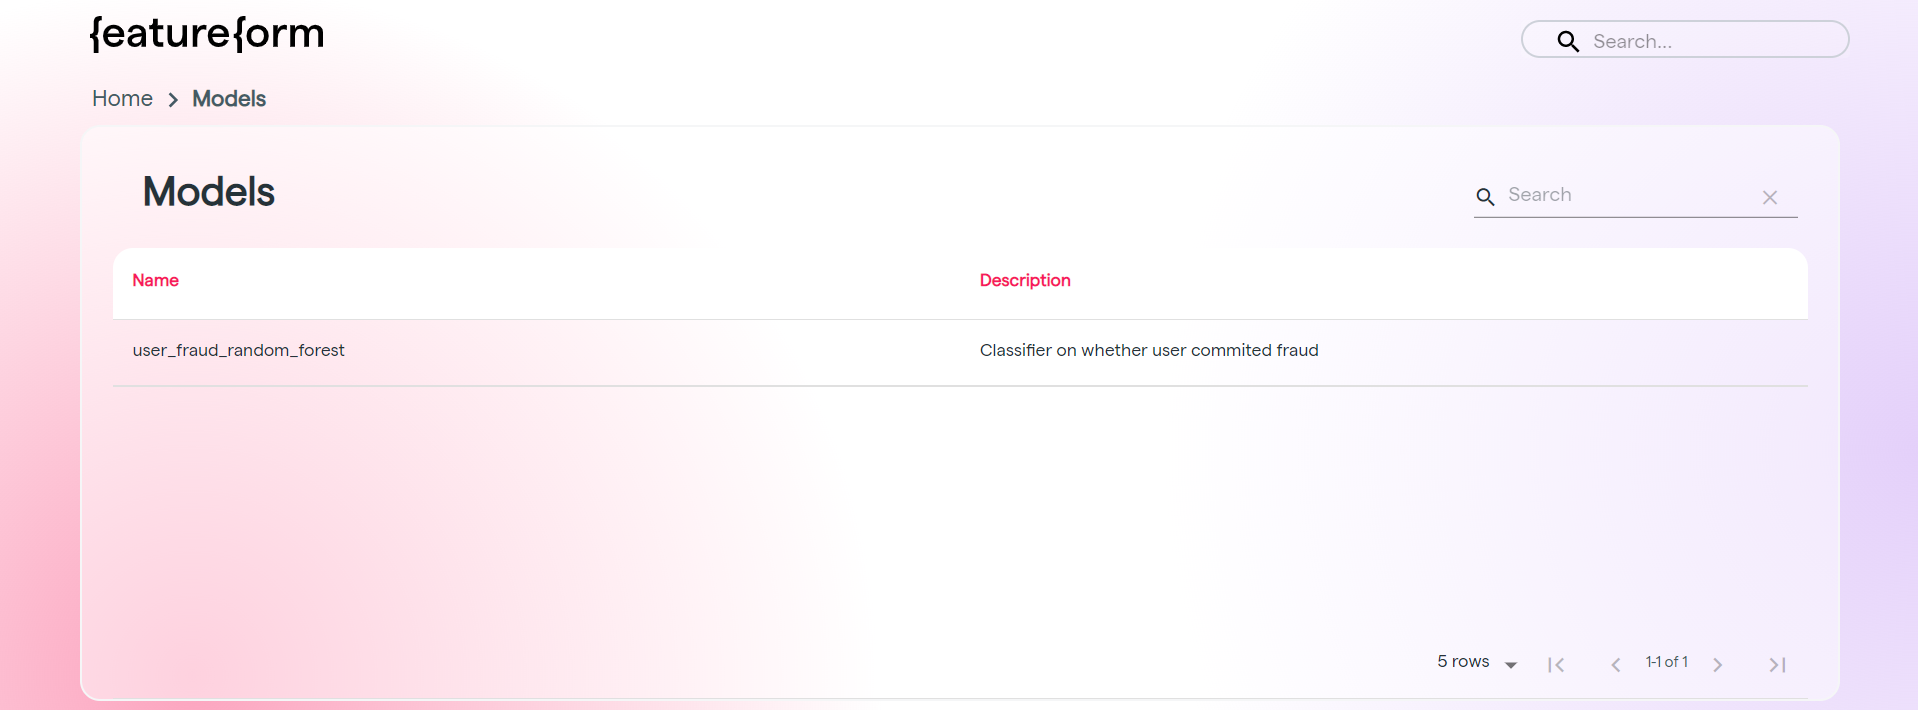 {eature{orm
Search...
Home > Models
Models
Search
Name Description
user_fraud_random_forest Classifier on whether user commited fraud
5 rows 1-1 of 1